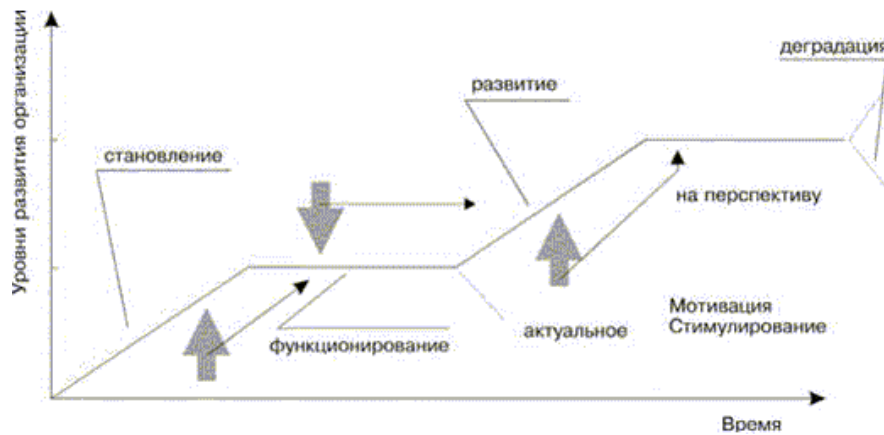 Уровни развития организации
деградация
развитие
становление
на перспективу
Мотивация
Стимулирование
актуальное
функционирование
Время